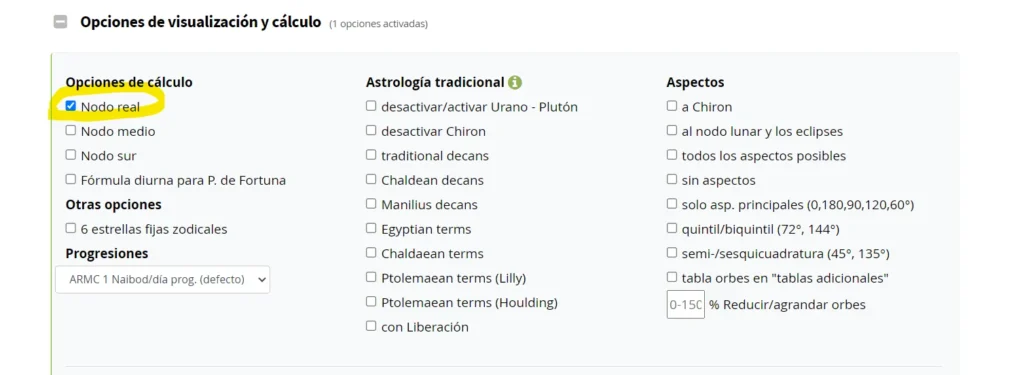 Opciones de visualización y cálculo (1 opciones activadas)
Opciones de cálculo
Nodo real
Nodo medio
Nodo sur
Fórmula diurna para P. de Fortuna
Otras opciones
6 estrellas fijas zodicales
Progresiones
ARMC 1 Naibod/día prog. (defecto)
Astrología tradicional
desactivar/activar Urano - Plutón
desactivar Chiron
traditional decans
Chaldean decans
Manilius decans
Egyptian terms
Chaldaean terms
Ptolemaean terms (Lilly)
Ptolemaean terms (Houlding)
con Liberación
Aspectos
a Chiron
al nodo lunar y los eclipses
todos los aspectos posibles
sin aspectos
solo asp. principales (0,180,90,120,60°)
quintil/biquintil (72°, 144°)
semi-/sesquicuadratura (45°, 135°)
tabla orbes en "tablas adicionales"
0-150 % Reducir/agrandar orbes